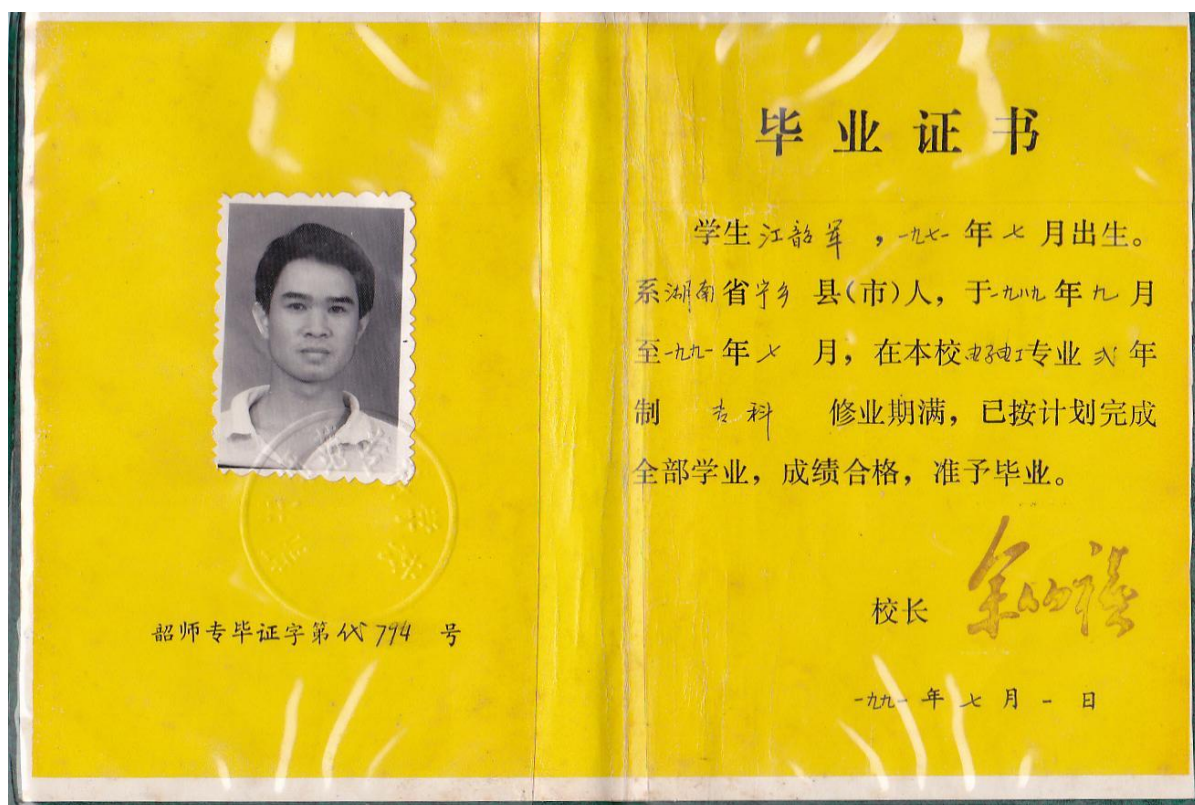 韶师专毕证字第代794号
毕业证书
学生江韶军，一九七一年七月出生。
系湖南省宁乡县(市)人，于一九八九年九月
至一九九一年七月，在本校电子电工专业弍年
制专科修业期满，已按计划完成
全部学业，成绩合格，准予毕业。
校长
一九九一年七月一日